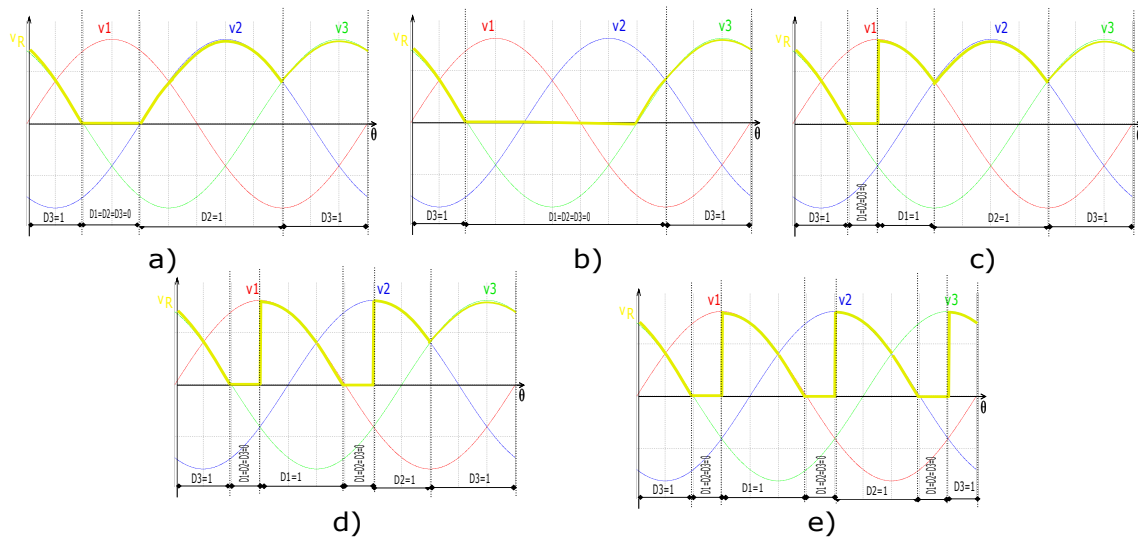 v1 v2 v3
vR
θ
D3=1 D1=D2=D3=0 D2=1 D3=1
a)
v1 v2 v3
vR
θ
D3=1 D1=D2=D3=0 D3=1
b)
v1 v2 v3
vR
θ
D3=1 D1=D2=D3=0 D1=1 D2=1 D3=1
c)
v1 v2 v3
vR
θ
D3=1 D1=D2=D3=0 D1=1 D1=D2=D3=0 D2=1 D3=1
d)
v1 v2 v3
vR
θ
D3=1 D1=D2=D3=0 D1=1 D1=D2=D3=0 D2=1 D1=D2=D3=0 D3=1
e)